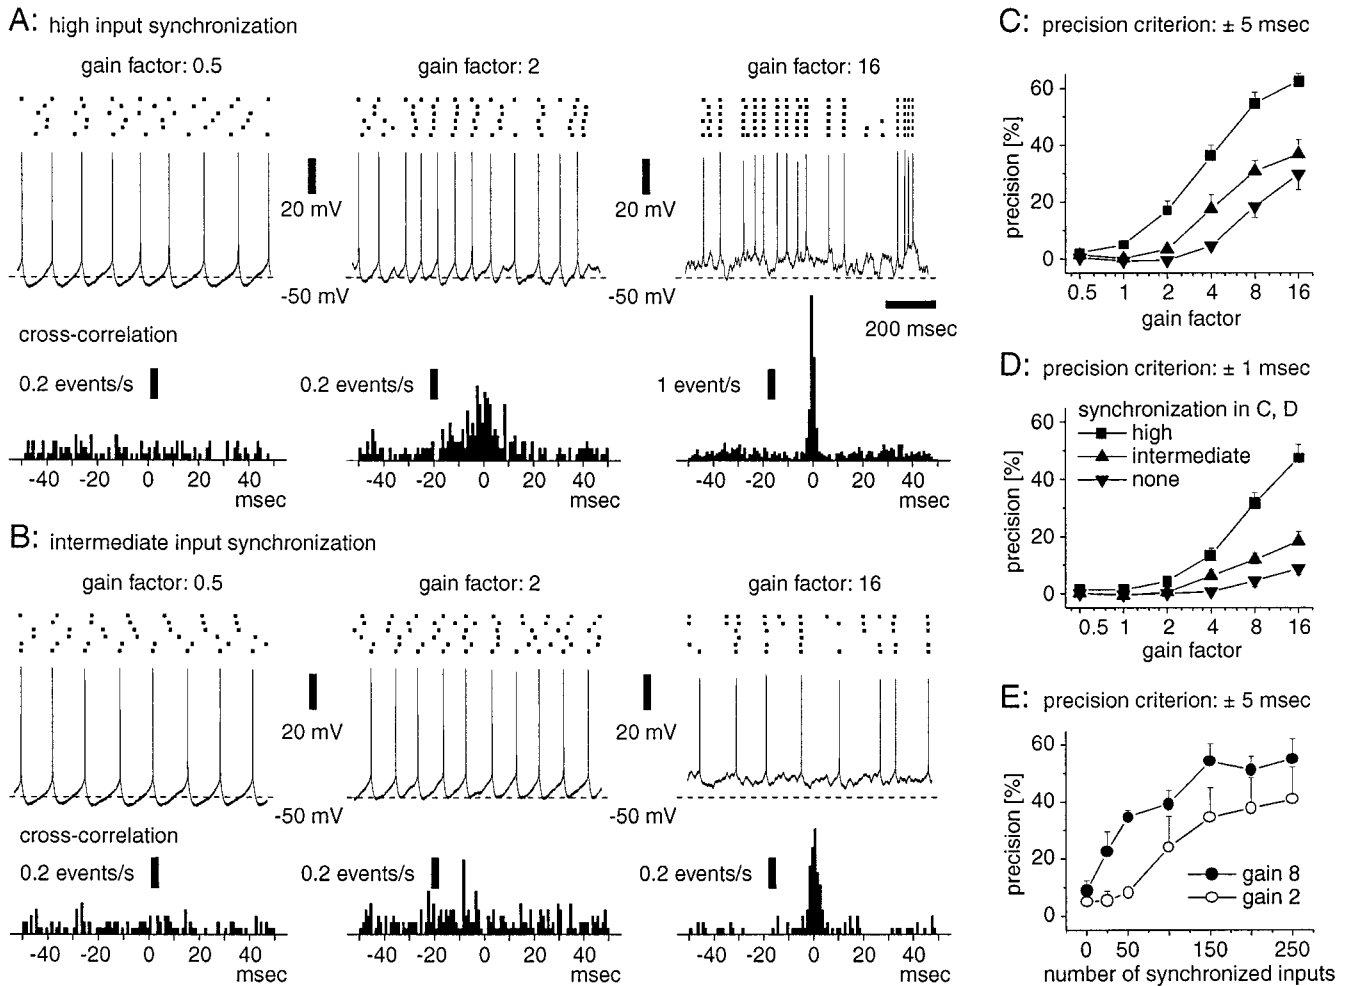 A: high input synchronization
gain factor: 0.5
gain factor: 2
gain factor: 16
20 mV
20 mV
-50 mV
-50 mV
200 msec
cross-correlation
0.2 events/s
0.2 events/s
1 event/s
-40 -20 0 20 40
msec
-40 -20 0 20 40
msec
-40 -20 0 20 40
msec
B: intermediate input synchronization
gain factor: 0.5
gain factor: 2
gain factor: 16
20 mV
20 mV
-50 mV
-50 mV
cross-correlation
0.2 events/s
0.2 events/s
0.2 events/s
-40 -20 0 20 40
msec
-40 -20 0 20 40
msec
-40 -20 0 20 40
msec
C: precision criterion: ± 5 msec
precision [%]
60
40
20
0
0.5 1 2 4 8 16
gain factor
D: precision criterion: ± 1 msec
synchronization in C, D
high
intermediate
none
precision [%]
60
40
20
0
0.5 1 2 4 8 16
gain factor
E: precision criterion: ± 5 msec
precision [%]
60
40
20
0
gain 8
gain 2
0 50 150 250
number of synchronized inputs